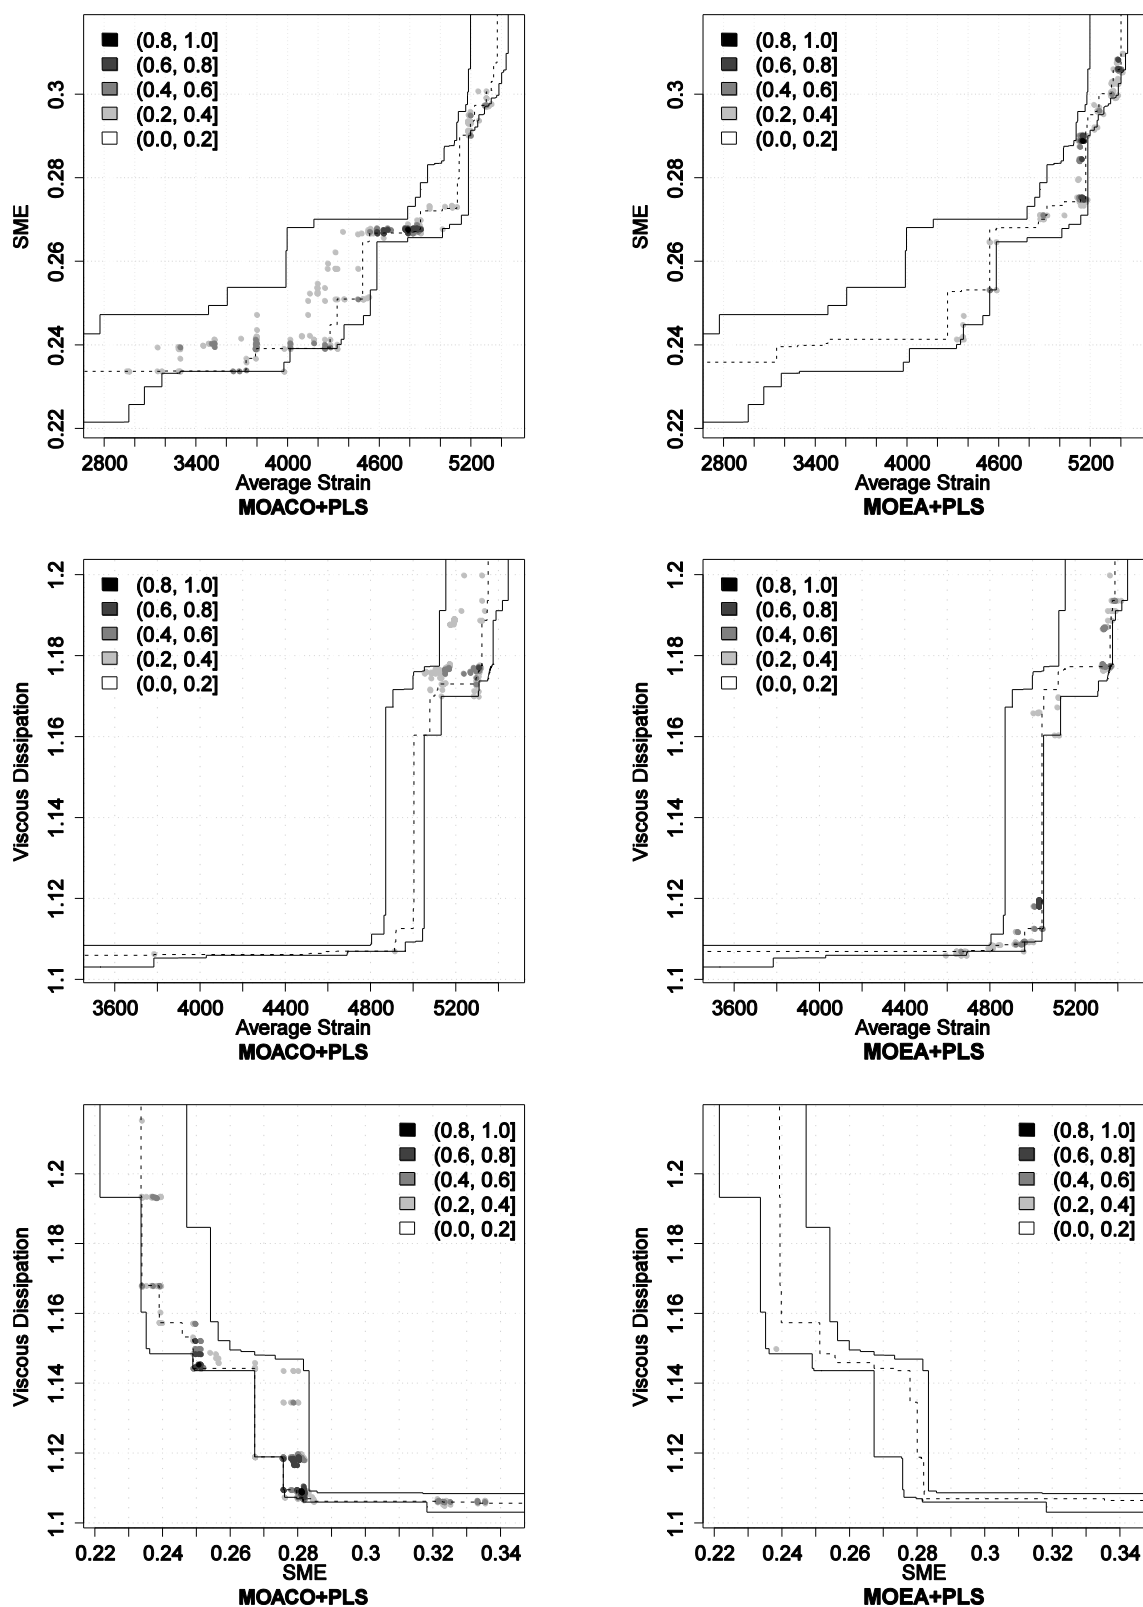 (0.8, 1.0]
(0.6, 0.8]
(0.4, 0.6]
(0.2, 0.4]
(0.0, 0.2]
SME
0.22 0.24 0.26 0.28 0.3
2800 3400 4000 4600 5200
Average Strain
MOACO+PLS
(0.8, 1.0]
(0.6, 0.8]
(0.4, 0.6]
(0.2, 0.4]
(0.0, 0.2]
SME
0.22 0.24 0.26 0.28 0.3
2800 3400 4000 4600 5200
Average Strain
MOEA+PLS
(0.8, 1.0]
(0.6, 0.8]
(0.4, 0.6]
(0.2, 0.4]
(0.0, 0.2]
Viscous Dissipation
1.1 1.12 1.14 1.16 1.18 1.2
3600 4000 4400 4800 5200
Average Strain
MOACO+PLS
(0.8, 1.0]
(0.6, 0.8]
(0.4, 0.6]
(0.2, 0.4]
(0.0, 0.2]
Viscous Dissipation
1.1 1.12 1.14 1.16 1.18 1.2
3600 4000 4400 4800 5200
Average Strain
MOEA+PLS
(0.8, 1.0]
(0.6, 0.8]
(0.4, 0.6]
(0.2, 0.4]
(0.0, 0.2]
Viscous Dissipation
1.1 1.12 1.14 1.16 1.18 1.2
0.22 0.24 0.26 0.28 0.3 0.32 0.34
SME
MOACO+PLS
(0.8, 1.0]
(0.6, 0.8]
(0.4, 0.6]
(0.2, 0.4]
(0.0, 0.2]
Viscous Dissipation
1.1 1.12 1.14 1.16 1.18 1.2
0.22 0.24 0.26 0.28 0.3 0.32 0.34
SME
MOEA+PLS